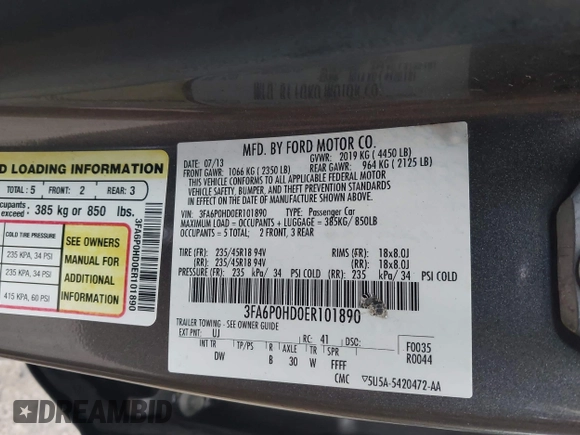 MFD. BY FORD MOTOR CO.
DATE: 07/13 GVWR: 2019 KG ( 4450 LB)
FRONT GAWR: 1066 KG ( 2350 LB) REAR GAWR: 964 KG ( 2125 LB)
THIS VEHICLE CONFORMS TO ALL APPLICABLE FEDERAL MOTOR
VEHICLE SAFETY, BUMPER, AND THEFT PREVENTION STANDARDS IN
EFFECT ON THE DATE OF MANUFACTURE SHOWN ABOVE.
VIN: 3FA6P0HD0ER101890 TYPE: Passenger Car
MAXIMUM LOAD = OCCUPANTS + LUGGAGE = 385KG/ 850LB
OCCUPANTS = 5 TOTAL: 2 FRONT, 3 REAR
TIRE (FR): 235/45R18 94V RIMS (FR): 18x8.0J
(RR): 235/45R18 94V (RR): 18x8.0J
PRESSURE (FR): 235 kPa/ 34 PSI COLD (RR): 235 kPa/ 34 PSI COLD
3FA6P0HD0ER101890
TRAILER TOWING - SEE OWNER GUIDE
EXT PNT: UJ RC: 41 DSO: F0035
R0044
INT TR TP/PS R AXLE TR SPR
DW B 30 W FFFF
CMC 5U5A-5420472-AA
D LOADING INFORMATION
TOTAL: 5 FRONT: 2 REAR: 3
upants
exceed : 385 kg or 850 lbs.
COLD TIRE PRESSURE
235 KPA, 34 PSI
235 KPA, 34 PSI
415 KPA, 60 PSI
SEE OWNERS
MANUAL FOR
ADDITIONAL
INFORMATION
3FA6P0HD0ER101890
FREEAMBID